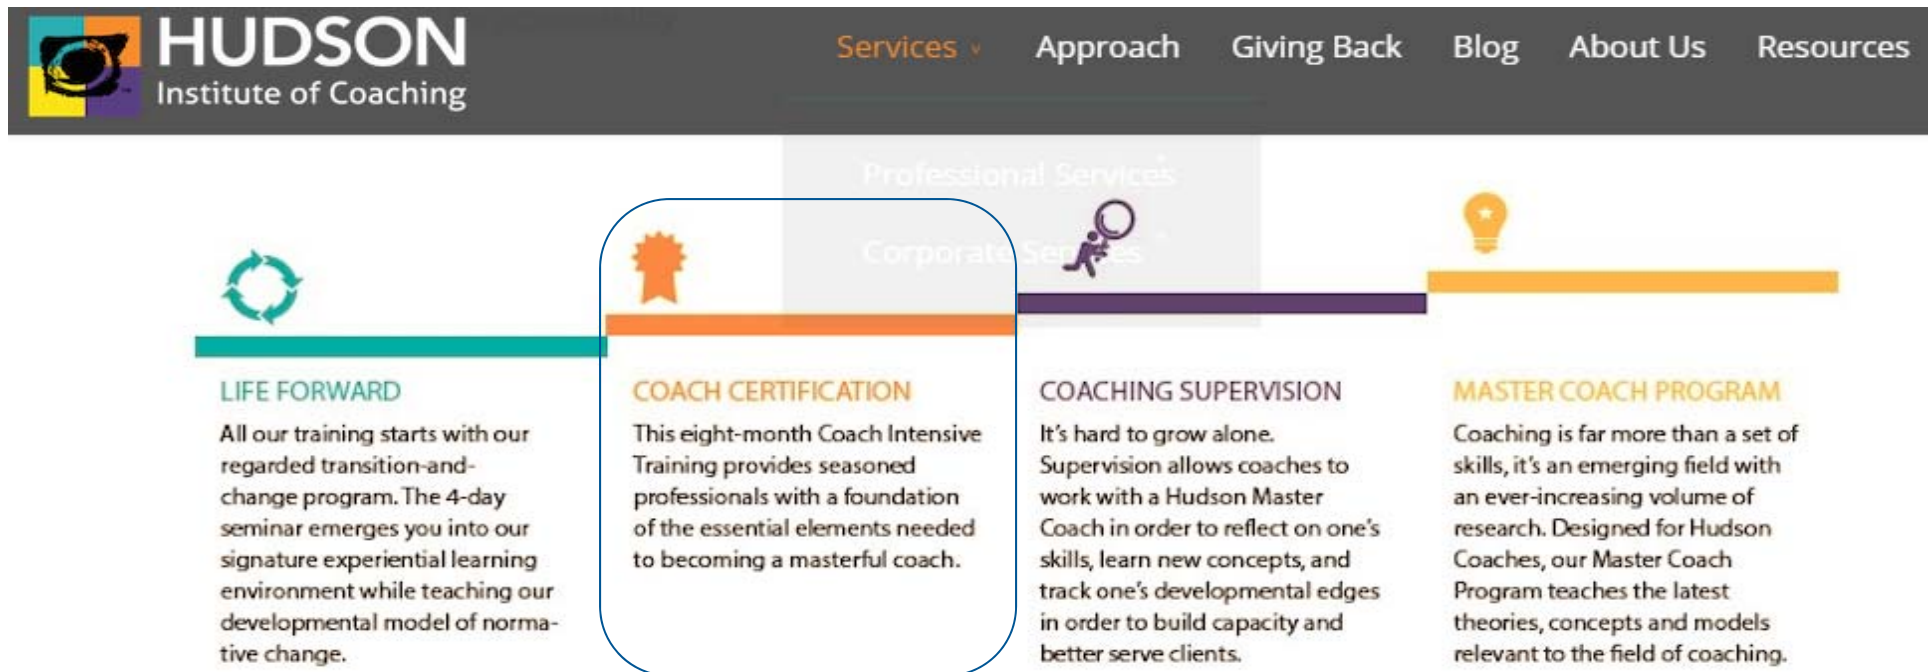 HUDSON
Institute of Coaching
Services v Approach Giving Back Blog About Us Resources
Professional Services
Corporate Services
LIFE FORWARD
All our training starts with our
regarded transition-and-
change program. The 4-day
seminar emerges you into our
signature experiential learning
environment while teaching our
developmental model of norma-
tive change.
COACH CERTIFICATION
This eight-month Coach Intensive
Training provides seasoned
professionals with a foundation
of the essential elements needed
to becoming a masterful coach.
COACHING SUPERVISION
It's hard to grow alone.
Supervision allows coaches to
work with a Hudson Master
Coach in order to reflect on one's
skills, learn new concepts, and
track one's developmental edges
in order to build capacity and
better serve clients.
MASTER COACH PROGRAM
Coaching is far more than a set of
skills, it's an emerging field with
an ever-increasing volume of
research. Designed for Hudson
Coaches, our Master Coach
Program teaches the latest
theories, concepts and models
relevant to the field of coaching.